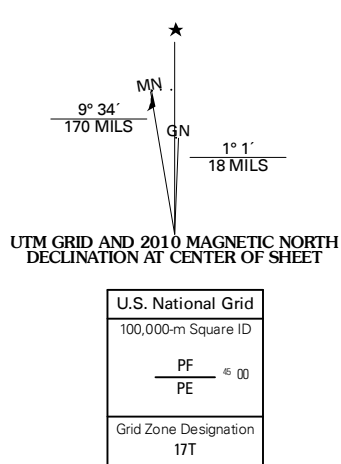 ★
MN
9° 34´
170 MILS
GN
1° 1´
18 MILS
UTM GRID AND 2010 MAGNETIC NORTH
DECLINATION AT CENTER OF SHEET
U.S. National Grid
100,000-m Square ID
PF
45 00
PE
Grid Zone Designation
17T